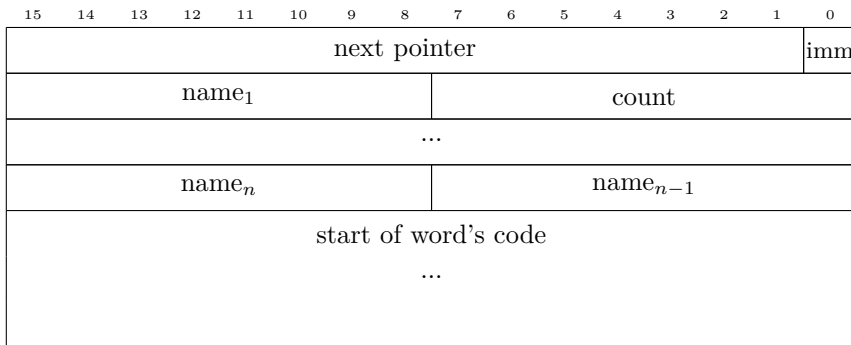 15 14 13 12 11 10 9 8 7 6 5 4 3 2 1 0
next pointer imm
name₁ count
...
nameₙ nameₙ₋₁
start of word's code
...